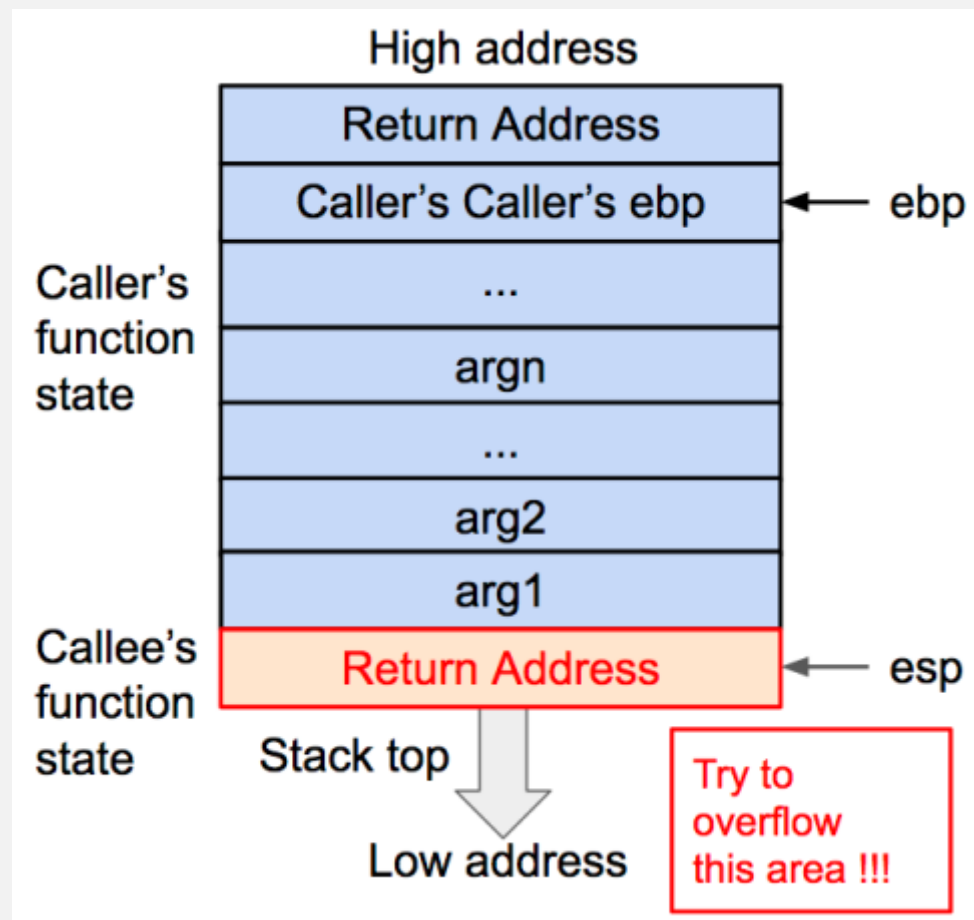 High address
Return Address
Caller's Caller's ebp
ebp
...
Caller's
function
state
argn
...
arg2
arg1
Callee's
function
state
Return Address
esp
Stack top
Low address
Try to
overflow
this area !!!